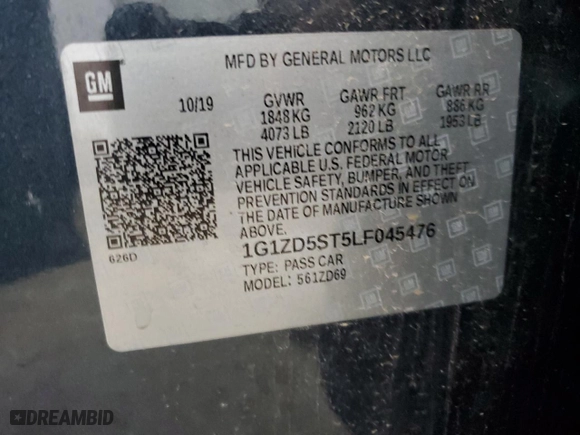 MFD BY GENERAL MOTORS LLC
GM
10/19 GVWR GAWR FRT GAWR RR
1848 KG 962 KG 886 KG
4073 LB 2120 LB 1953 LB
THIS VEHICLE CONFORMS TO ALL
APPLICABLE U.S. FEDERAL MOTOR
VEHICLE SAFETY, BUMPER, AND THEFT
PREVENTION STANDARDS IN EFFECT ON
THE DATE OF MANUFACTURE SHOWN
ABOVE.
626D
1G1ZD5ST5LF045476
TYPE: PASS CAR
MODEL: 561ZD69
DREAMBID